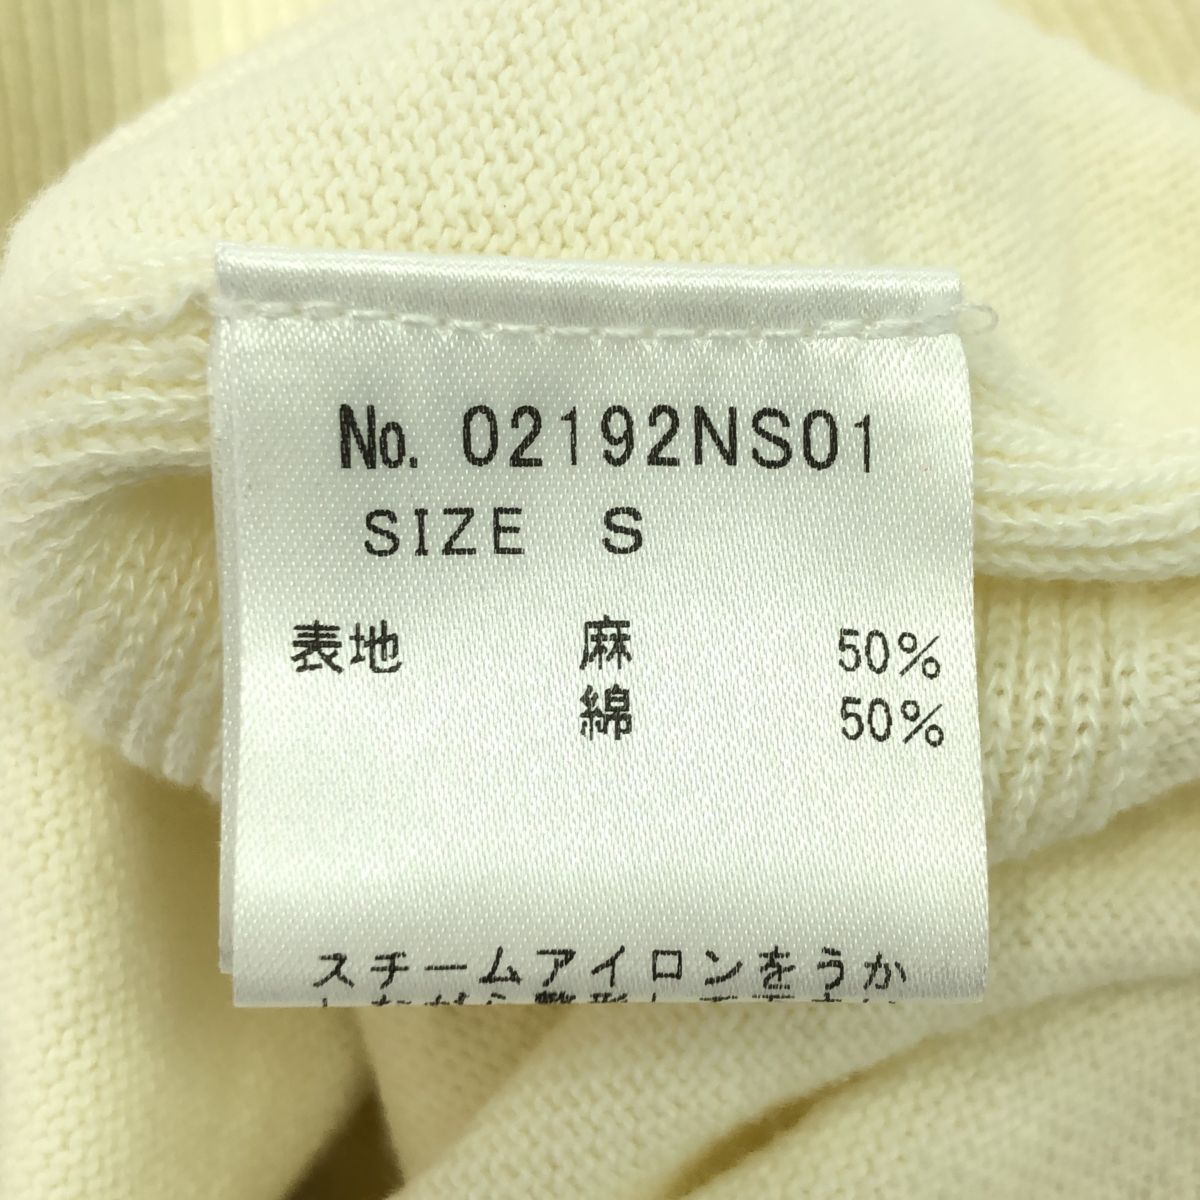 No. 02192NS01
SIZE S
表地 麻 50%
綿 50%
スチームアイロンをうか